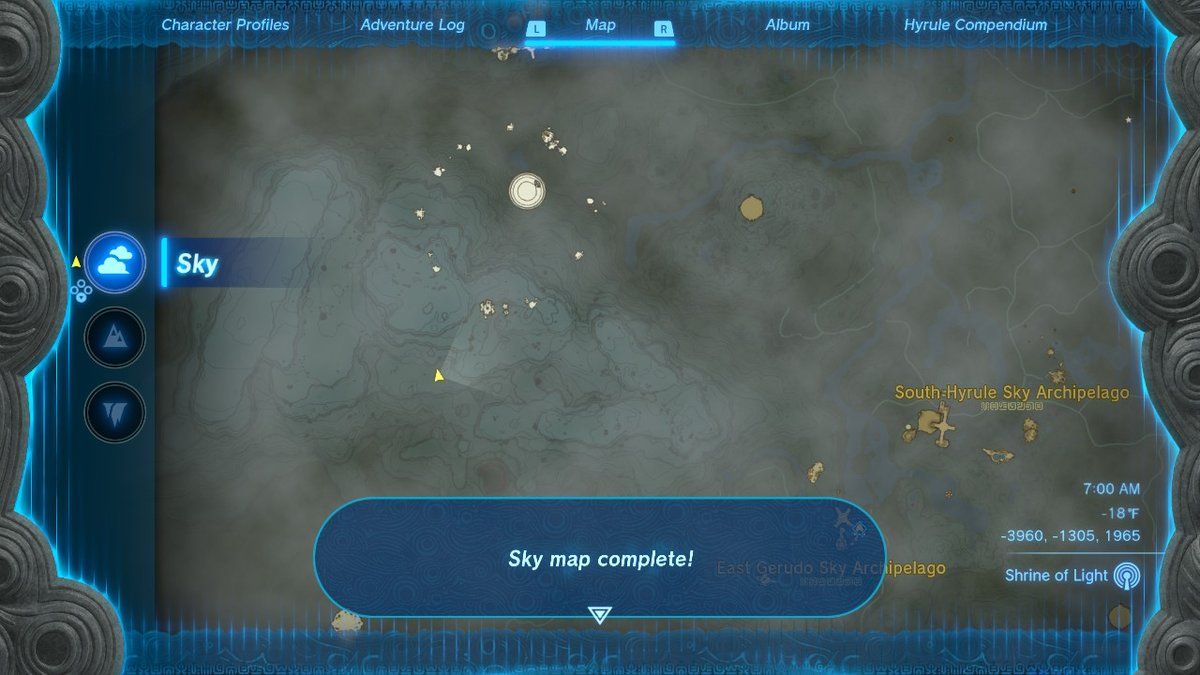 Character Profiles
Adventure Log
L
Map
R
Album
Hyrule Compendium
Sky
South Hyrule Sky Archipelago
7:00 AM
-18°F
-3960, -1305, 1965
Sky map complete!
East Gerudo Sky Archipelago
Shrine of Light